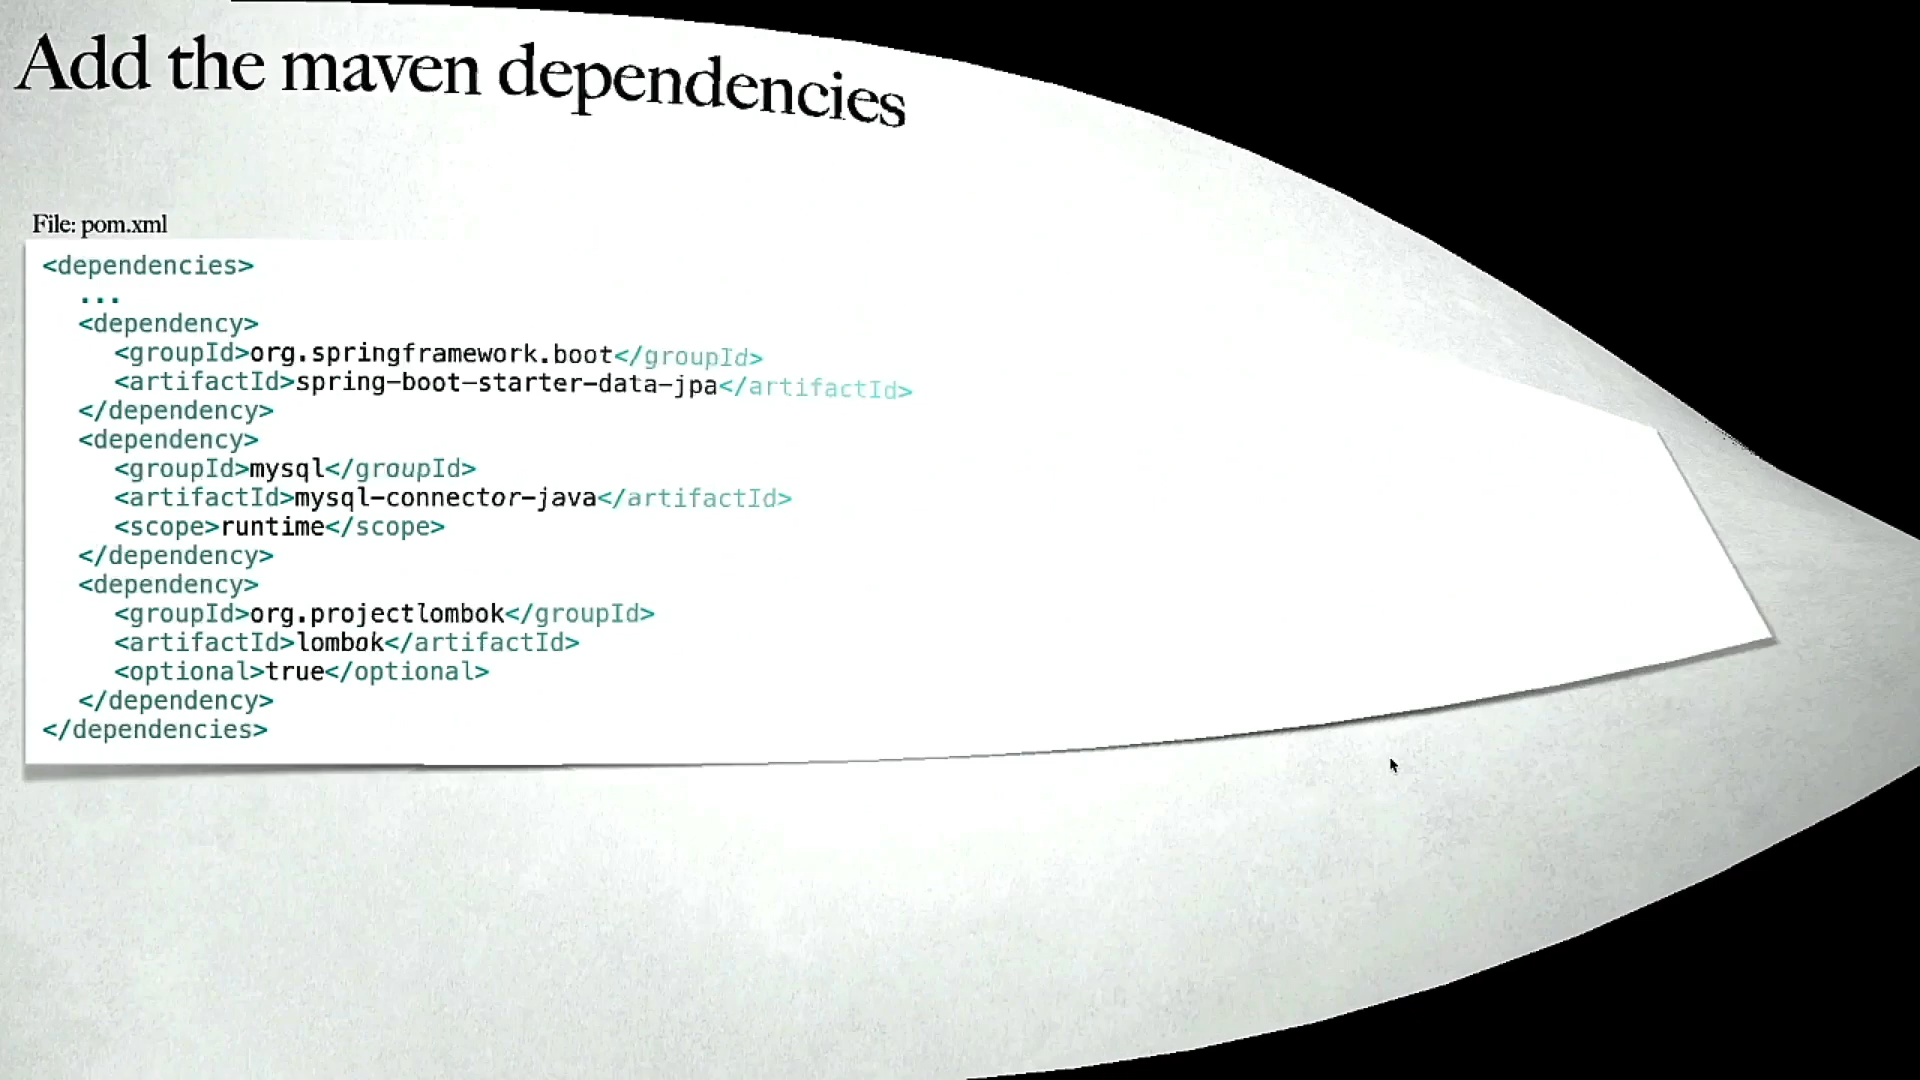 Add the maven dependencies
File: pom.xml
<dependencies>
...
<dependency>
<groupId>org.springframework.boot</groupId>
<artifactId>spring-boot-starter-data-jpa</artifactId>
</dependency>
<dependency>
<groupId>mysql</groupId>
<artifactId>mysql-connector-java</artifactId>
<scope>runtime</scope>
</dependency>
<dependency>
<groupId>org.projectlombok</groupId>
<artifactId>lombok</artifactId>
<optional>true</optional>
</dependency>
</dependencies>